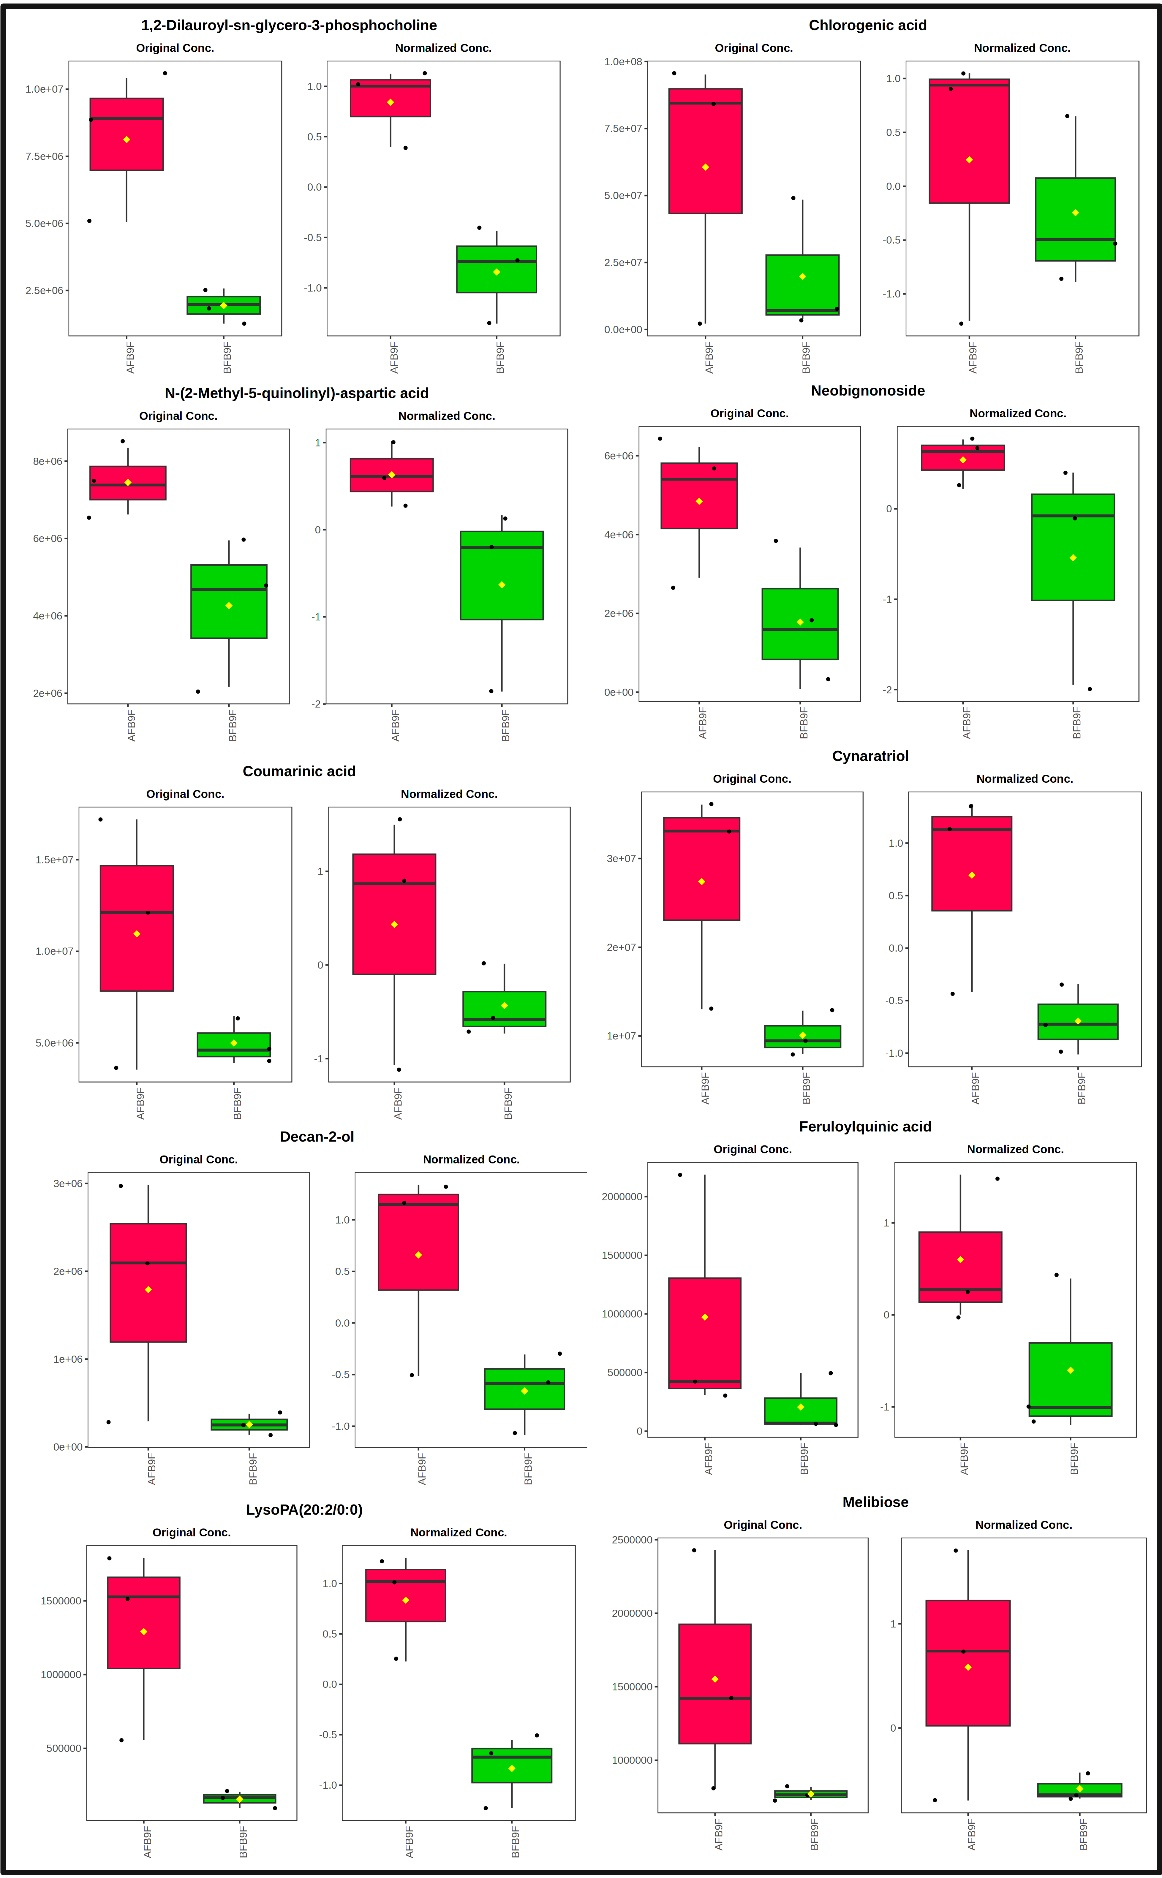 1,2-Dilauroyl-sn-glycero-3-phosphocholine
Original Conc.
Normalized Conc.
1.0e+07
7.5e+06
5.0e+06
2.5e+06
AFB9F
BFB9F
1.0
0.5
0.0
-0.5
-1.0
AFB9F
BFB9F
Chlorogenic acid
Original Conc.
Normalized Conc.
1.0e+08
7.5e+07
5.0e+07
2.5e+07
0.0e+00
AFB9F
BFB9F
1.0
0.5
0.0
-0.5
-1.0
AFB9F
BFB9F
N-(2-Methyl-5-quinolinyl)-aspartic acid
Original Conc.
Normalized Conc.
8e+06
6e+06
4e+06
2e+06
AFB9F
BFB9F
1
0
-1
-2
AFB9F
BFB9F
Neobignonoside
Original Conc.
Normalized Conc.
6e+06
4e+06
2e+06
0e+00
AFB9F
BFB9F
0
-1
-2
AFB9F
BFB9F
Coumarinic acid
Original Conc.
Normalized Conc.
1.5e+07
1.0e+07
5.0e+06
AFB9F
BFB9F
1
0
-1
AFB9F
BFB9F
Cynaratriol
Original Conc.
Normalized Conc.
3e+07
2e+07
1e+07
AFB9F
BFB9F
1.0
0.5
0.0
-0.5
-1.0
AFB9F
BFB9F
Decan-2-ol
Original Conc.
Normalized Conc.
3e+06
2e+06
1e+06
0e+00
AFB9F
BFB9F
1.0
0.5
0.0
-0.5
-1.0
AFB9F
BFB9F
Feruloylquinic acid
Original Conc.
Normalized Conc.
2000000
1500000
1000000
500000
0
AFB9F
BFB9F
1
0
-1
AFB9F
BFB9F
LysoPA(20:2/0:0)
Original Conc.
Normalized Conc.
1500000
1000000
500000
AFB9F
BFB9F
1.0
0.5
0.0
-0.5
-1.0
AFB9F
BFB9F
Melibiose
Original Conc.
Normalized Conc.
2500000
2000000
1500000
1000000
AFB9F
BFB9F
1
0
AFB9F
BFB9F